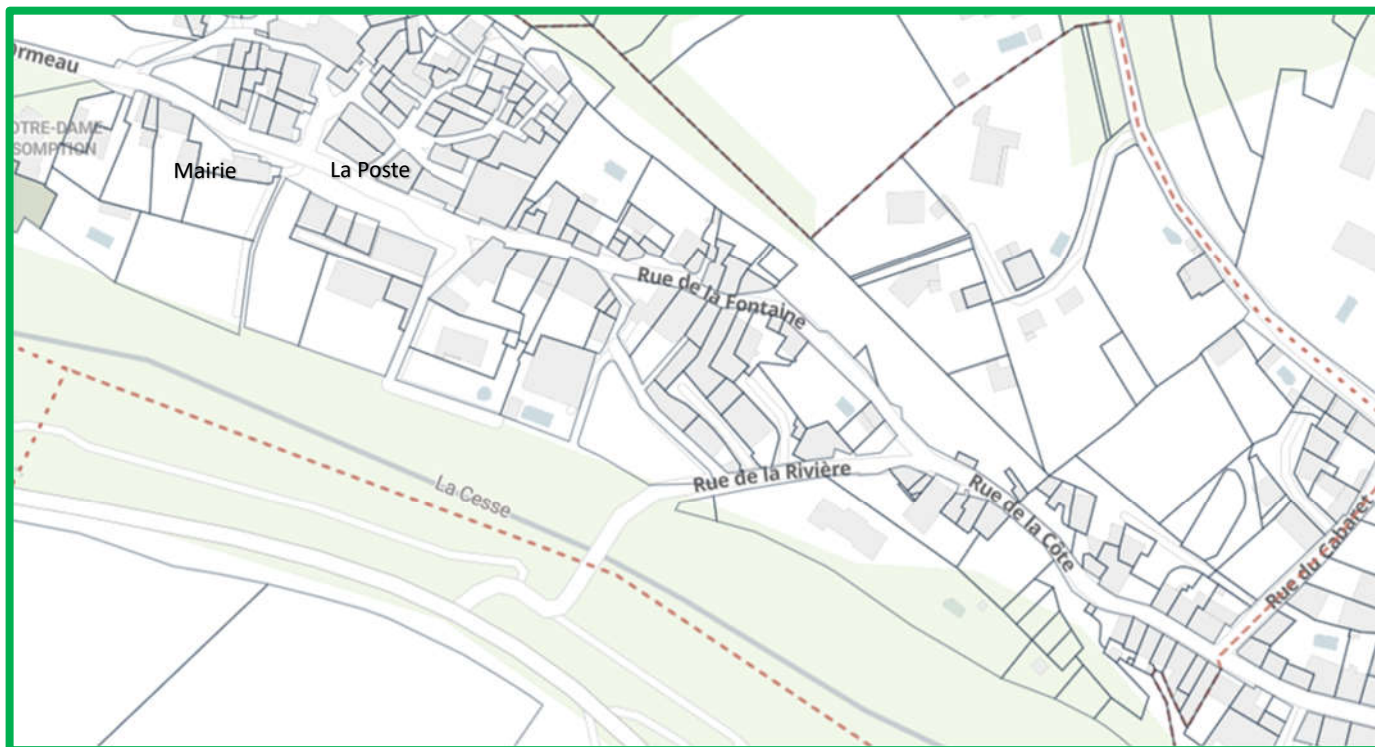 Ormeau
OTRE-DAME-
SOMPTION
Mairie
La Poste
Rue de la Fontaine
Rue de la Rivière
La Cesse
Rue de la Côte
Rue du Cabaret